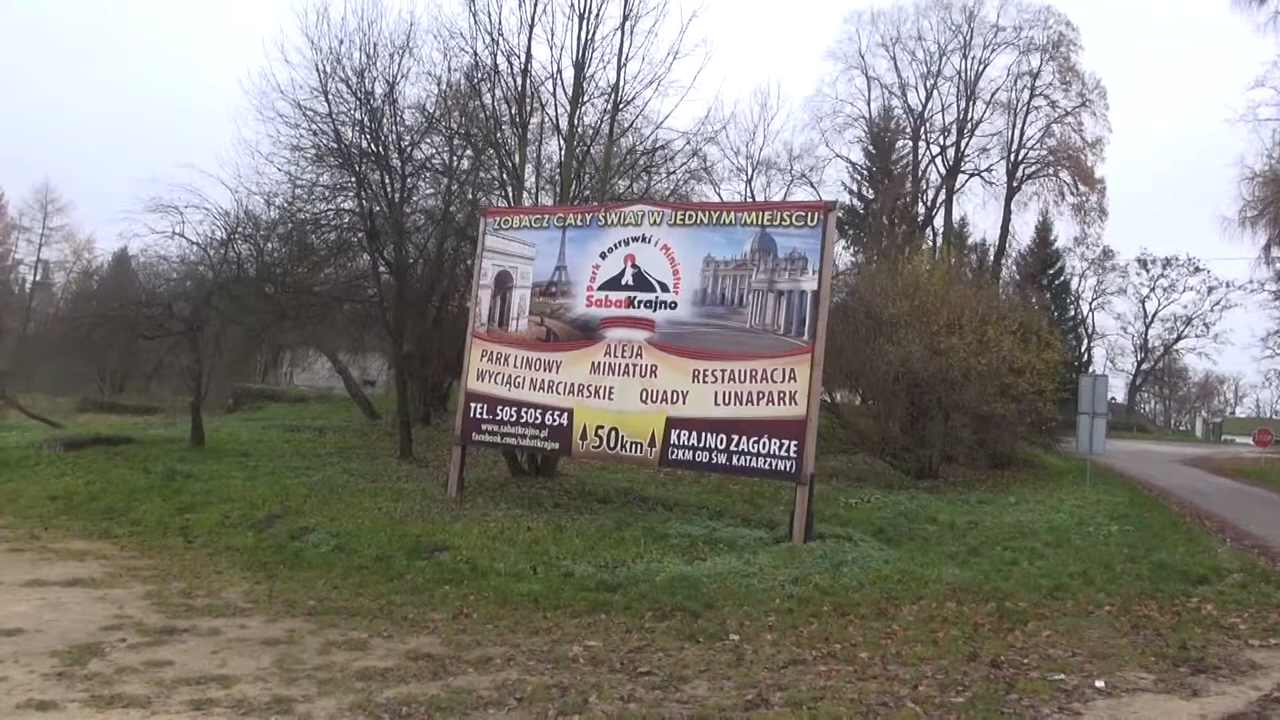 ZOBACZ CAŁY ŚWIAT W JEDNYM MIEJSCU
Park Rozrywki i Miniatur
SabatKrajno
PARK LINOWY
ALEJA
MINIATUR
RESTAURACJA
WYCIĄGI NARCIARSKIE
QUADY
LUNAPARK
TEL. 505 505 654
www.sabatkrajno.pl
facebook.com/sabatkrajno
50km
KRAJNO ZAGÓRZE
(2KM OD ŚW. KATARZYNY)
STOP